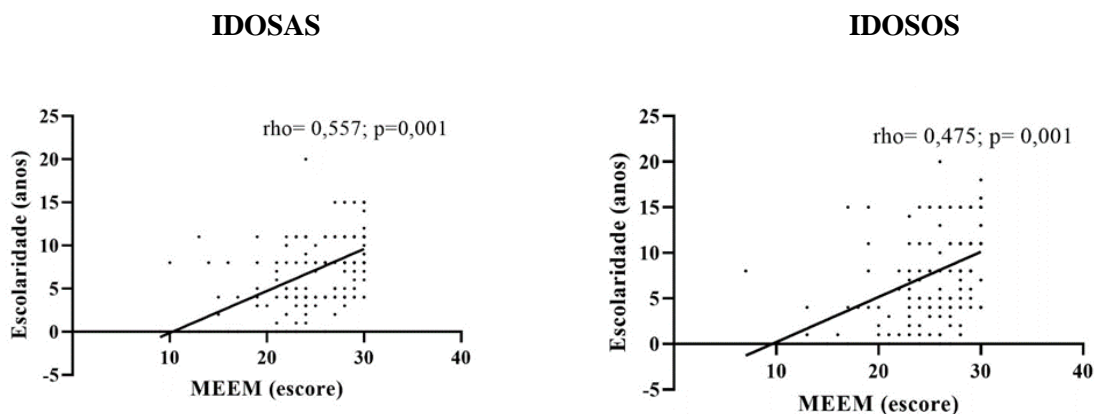 IDOSAS
IDOSOS
25
20
15
10
5
0
-5
Escolaridade (anos)
rho= 0,557; p=0,001
10
20
30
40
MEEM (escore)
25
20
15
10
5
0
-5
Escolaridade (anos)
rho= 0,475; p= 0,001
10
20
30
40
MEEM (escore)